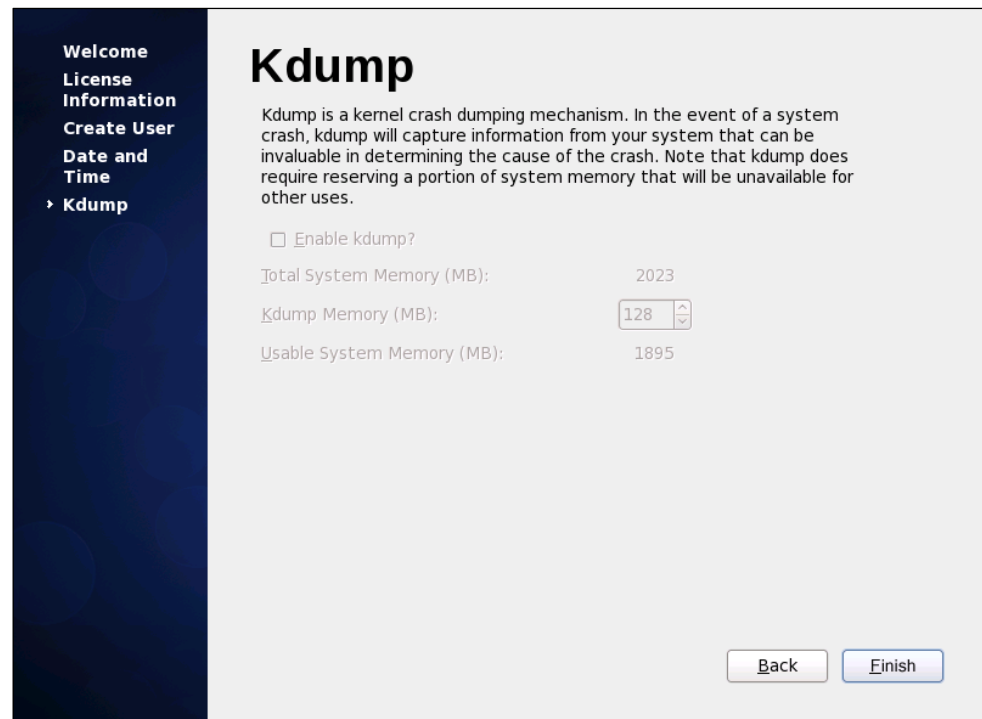 Welcome
License
Information
Create User
Date and
Time
Kdump
Kdump
Kdump is a kernel crash dumping mechanism. In the event of a system
crash, kdump will capture information from your system that can be
invaluable in determining the cause of the crash. Note that kdump does
require reserving a portion of system memory that will be unavailable for
other uses.
Enable kdump?
Total System Memory (MB): 2023
Kdump Memory (MB): 128
Usable System Memory (MB): 1895
Back Finish